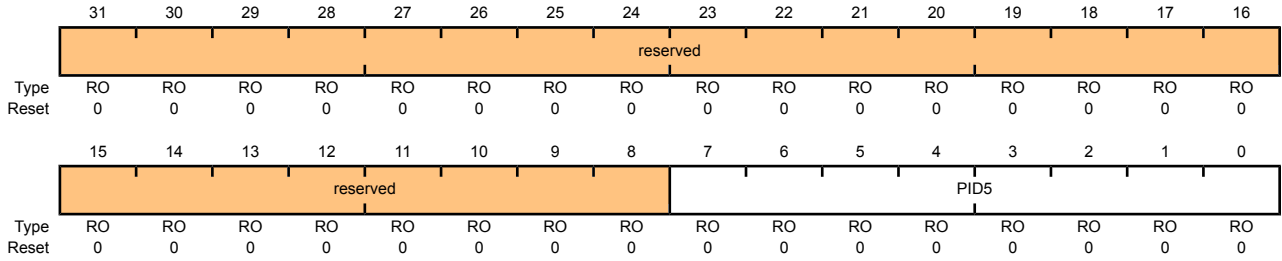 31 30 29 28 27 26 25 24 23 22 21 20 19 18 17 16
reserved
Type RO RO RO RO RO RO RO RO RO RO RO RO RO RO RO RO
Reset 0 0 0 0 0 0 0 0 0 0 0 0 0 0 0 0
15 14 13 12 11 10 9 8 7 6 5 4 3 2 1 0
reserved PID5
Type RO RO RO RO RO RO RO RO RO RO RO RO RO RO RO RO
Reset 0 0 0 0 0 0 0 0 0 0 0 0 0 0 0 0